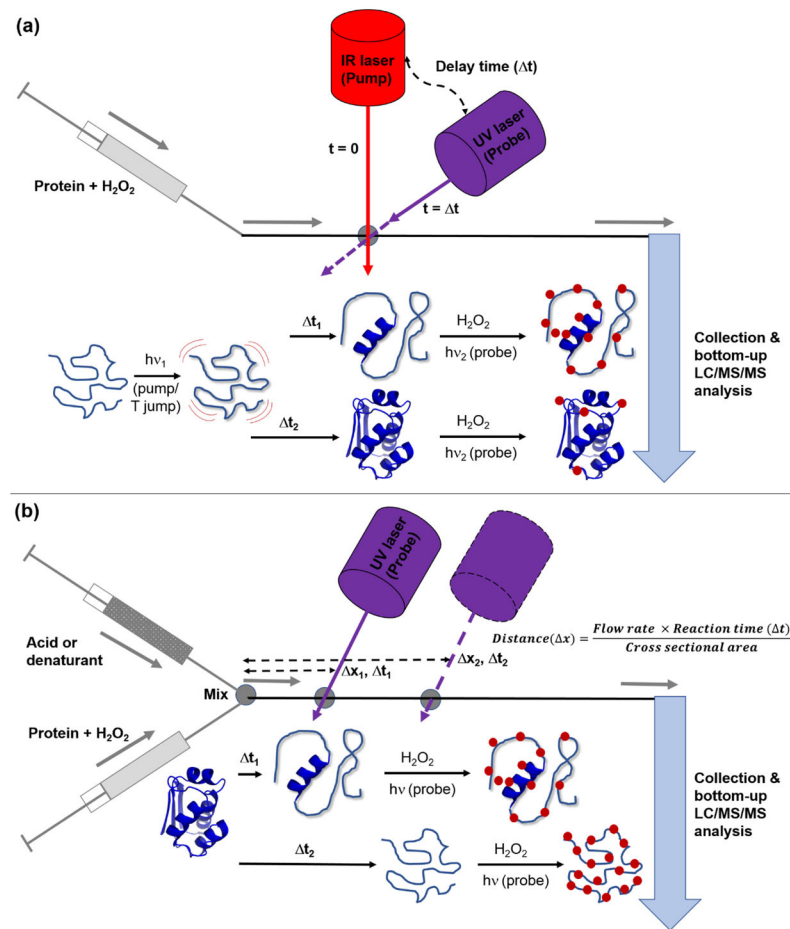 (a)
IR laser
(Pump)
Delay time (Δt)
UV laser
(Probe)
t = 0
t = Δt
Protein + H₂O₂
Δt₁
H₂O₂
hν₂ (probe)
hν₁
(pump/
T jump)
Δt₂
H₂O₂
hν₂ (probe)
Collection &
bottom-up
LC/MS/MS
analysis
(b)
UV laser
(Probe)
Acid or
denaturant
Distance(Δx) = Flow rate × Reaction time (Δt)
Cross sectional area
Δx₁, Δt₁
Δx₂, Δt₂
Mix
Protein + H₂O₂
Δt₁
H₂O₂
hν (probe)
Δt₂
H₂O₂
hν (probe)
Collection &
bottom-up
LC/MS/MS
analysis